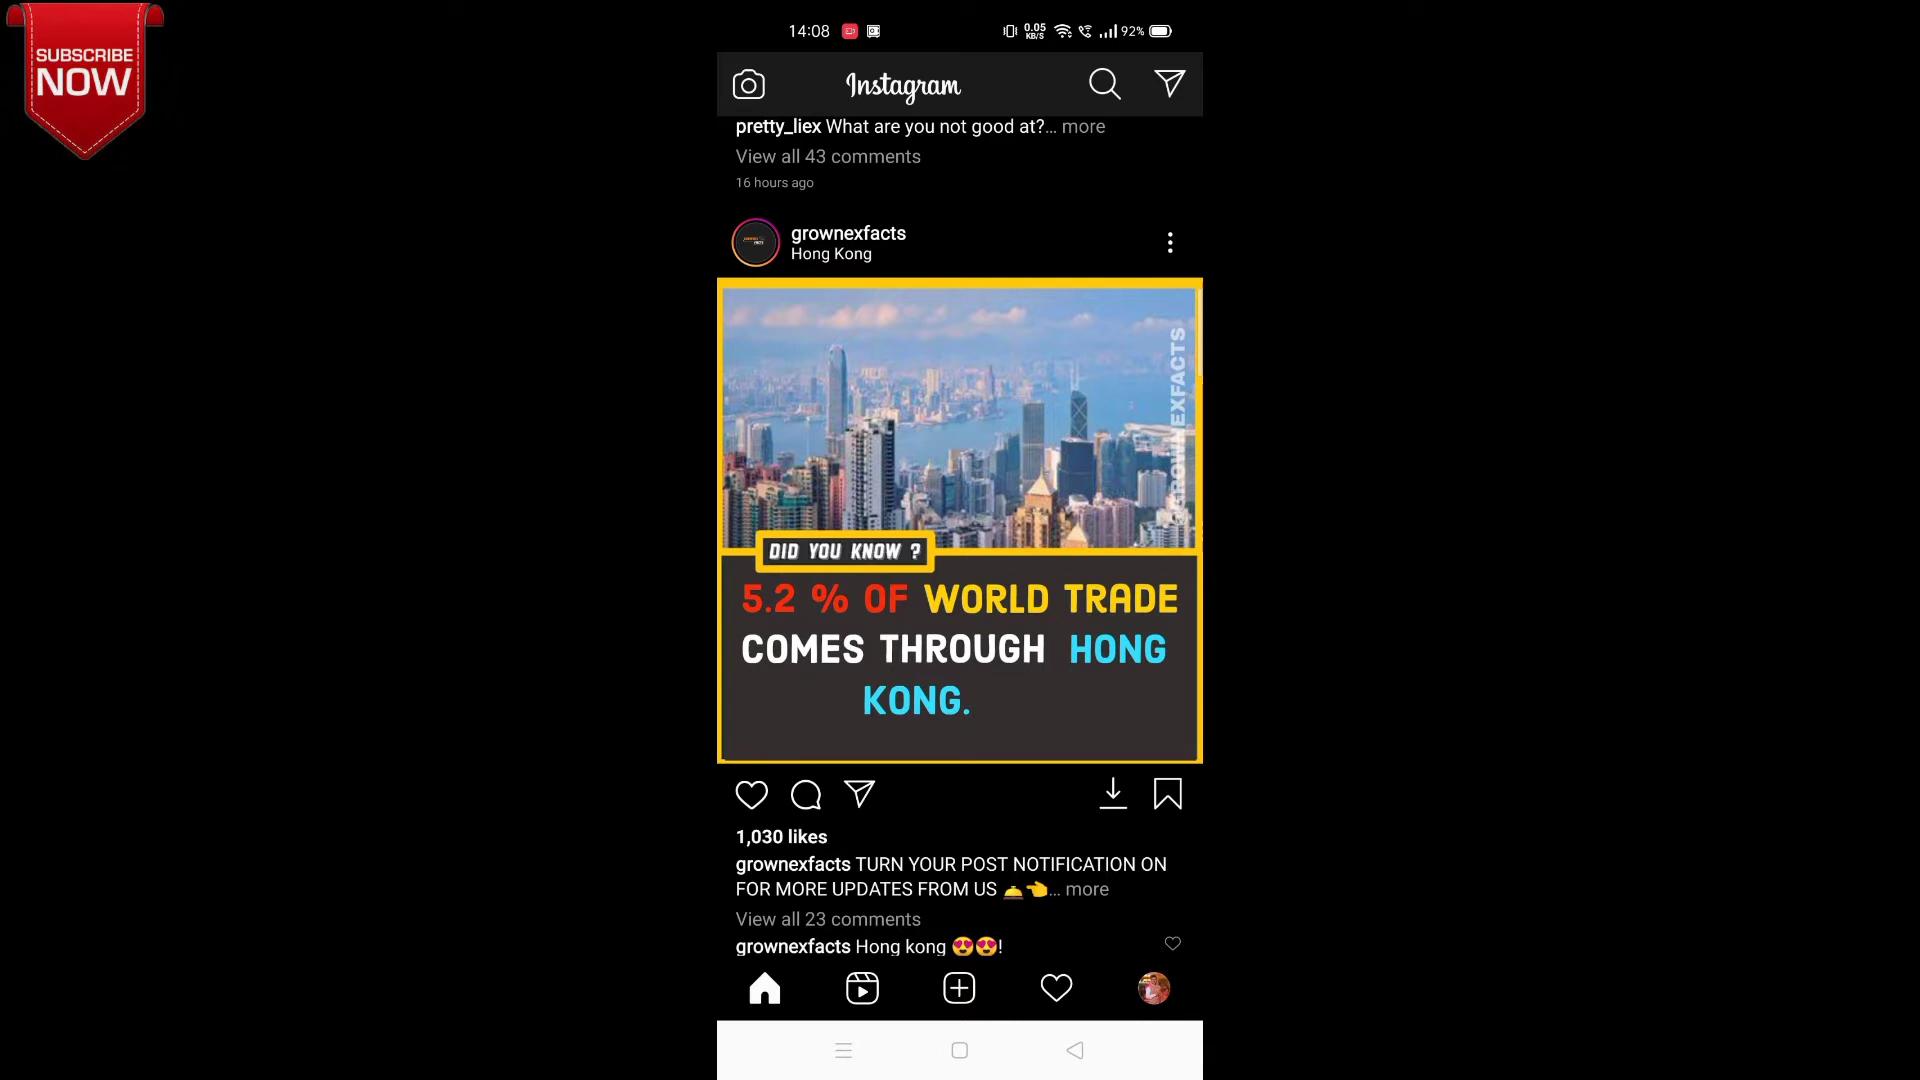 SUBSCRIBE
NOW
14:08
0.05
KB/S
92%
Instagram
pretty_liex What are you not good at?... more
View all 43 comments
16 hours ago
grownexfacts
Hong Kong
DID YOU KNOW ?
5.2 % OF WORLD TRADE
COMES THROUGH HONG
KONG.
1,030 likes
grownexfacts TURN YOUR POST NOTIFICATION ON
FOR MORE UPDATES FROM US 🛎️👈... more
View all 23 comments
grownexfacts Hong kong 😍😍!